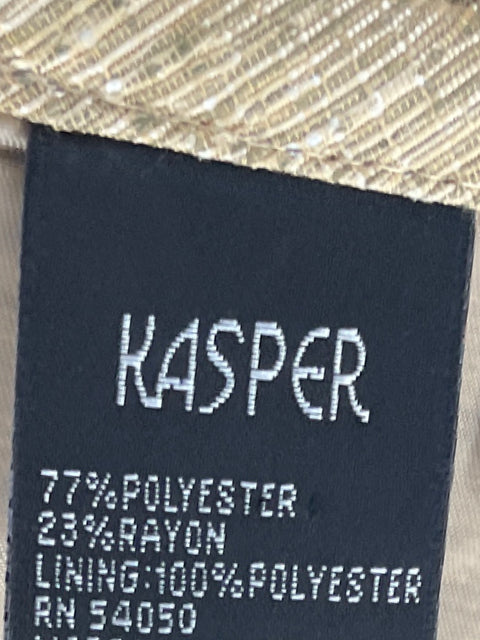 KASPER
77%POLYESTER
23%RAYON
LINING:100%POLYESTER
RN 54050